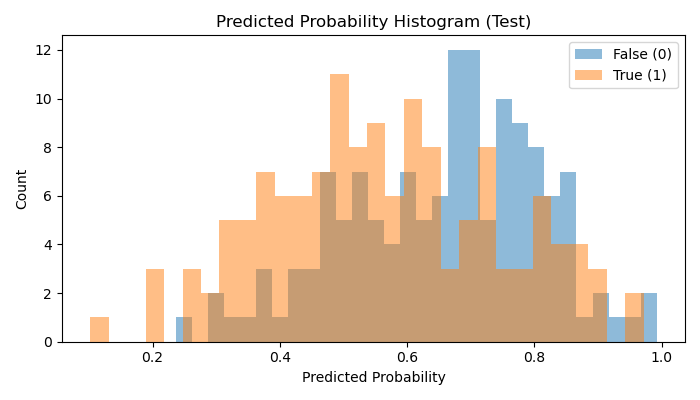 Predicted Probability Histogram (Test)
False (0)
True (1)
12
10
8
6
4
2
0
Count
0.2
0.4
0.6
0.8
1.0
Predicted Probability